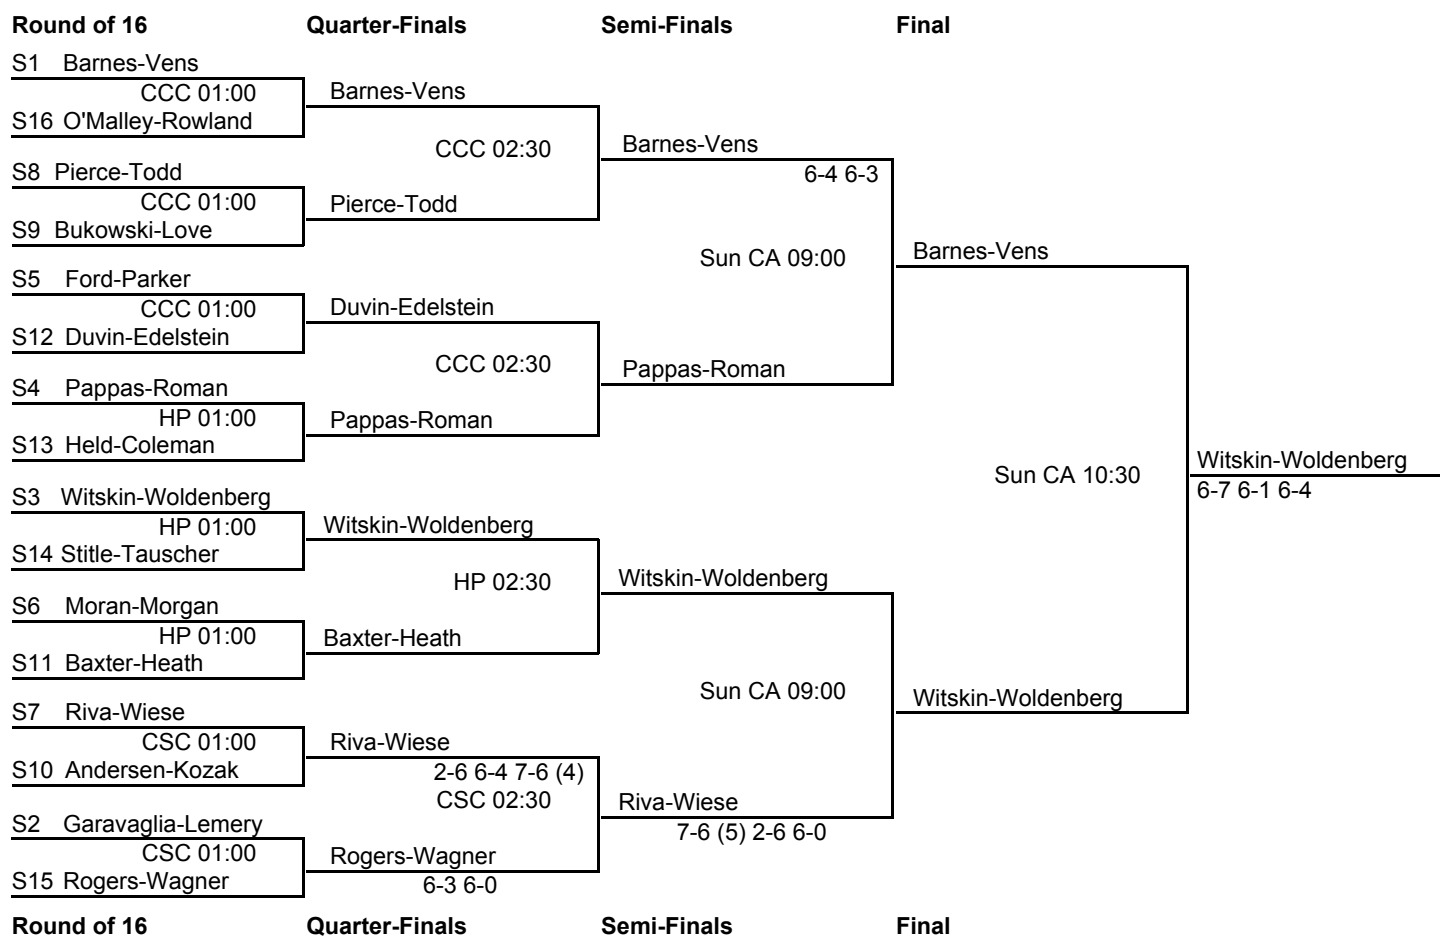 Round of 16 Quarter-Finals Semi-Finals Final
S1 Barnes-Vens
CCC 01:00
S16 O'Malley-Rowland
Barnes-Vens
CCC 02:30
S8 Pierce-Todd
CCC 01:00
S9 Bukowski-Love
Pierce-Todd
Barnes-Vens
6-4 6-3
Sun CA 09:00
S5 Ford-Parker
CCC 01:00
S12 Duvin-Edelstein
Duvin-Edelstein
CCC 02:30
S4 Pappas-Roman
HP 01:00
S13 Held-Coleman
Pappas-Roman
Pappas-Roman
Barnes-Vens
Sun CA 10:30
Witskin-Woldenberg
6-7 6-1 6-4
S3 Witskin-Woldenberg
HP 01:00
S14 Stitle-Tauscher
Witskin-Woldenberg
HP 02:30
S6 Moran-Morgan
HP 01:00
S11 Baxter-Heath
Baxter-Heath
Witskin-Woldenberg
Sun CA 09:00
Witskin-Woldenberg
S7 Riva-Wiese
CSC 01:00
S10 Andersen-Kozak
Riva-Wiese
2-6 6-4 7-6 (4)
CSC 02:30
Riva-Wiese
7-6 (5) 2-6 6-0
S2 Garavaglia-Lemery
CSC 01:00
S15 Rogers-Wagner
Rogers-Wagner
6-3 6-0
Round of 16 Quarter-Finals Semi-Finals Final